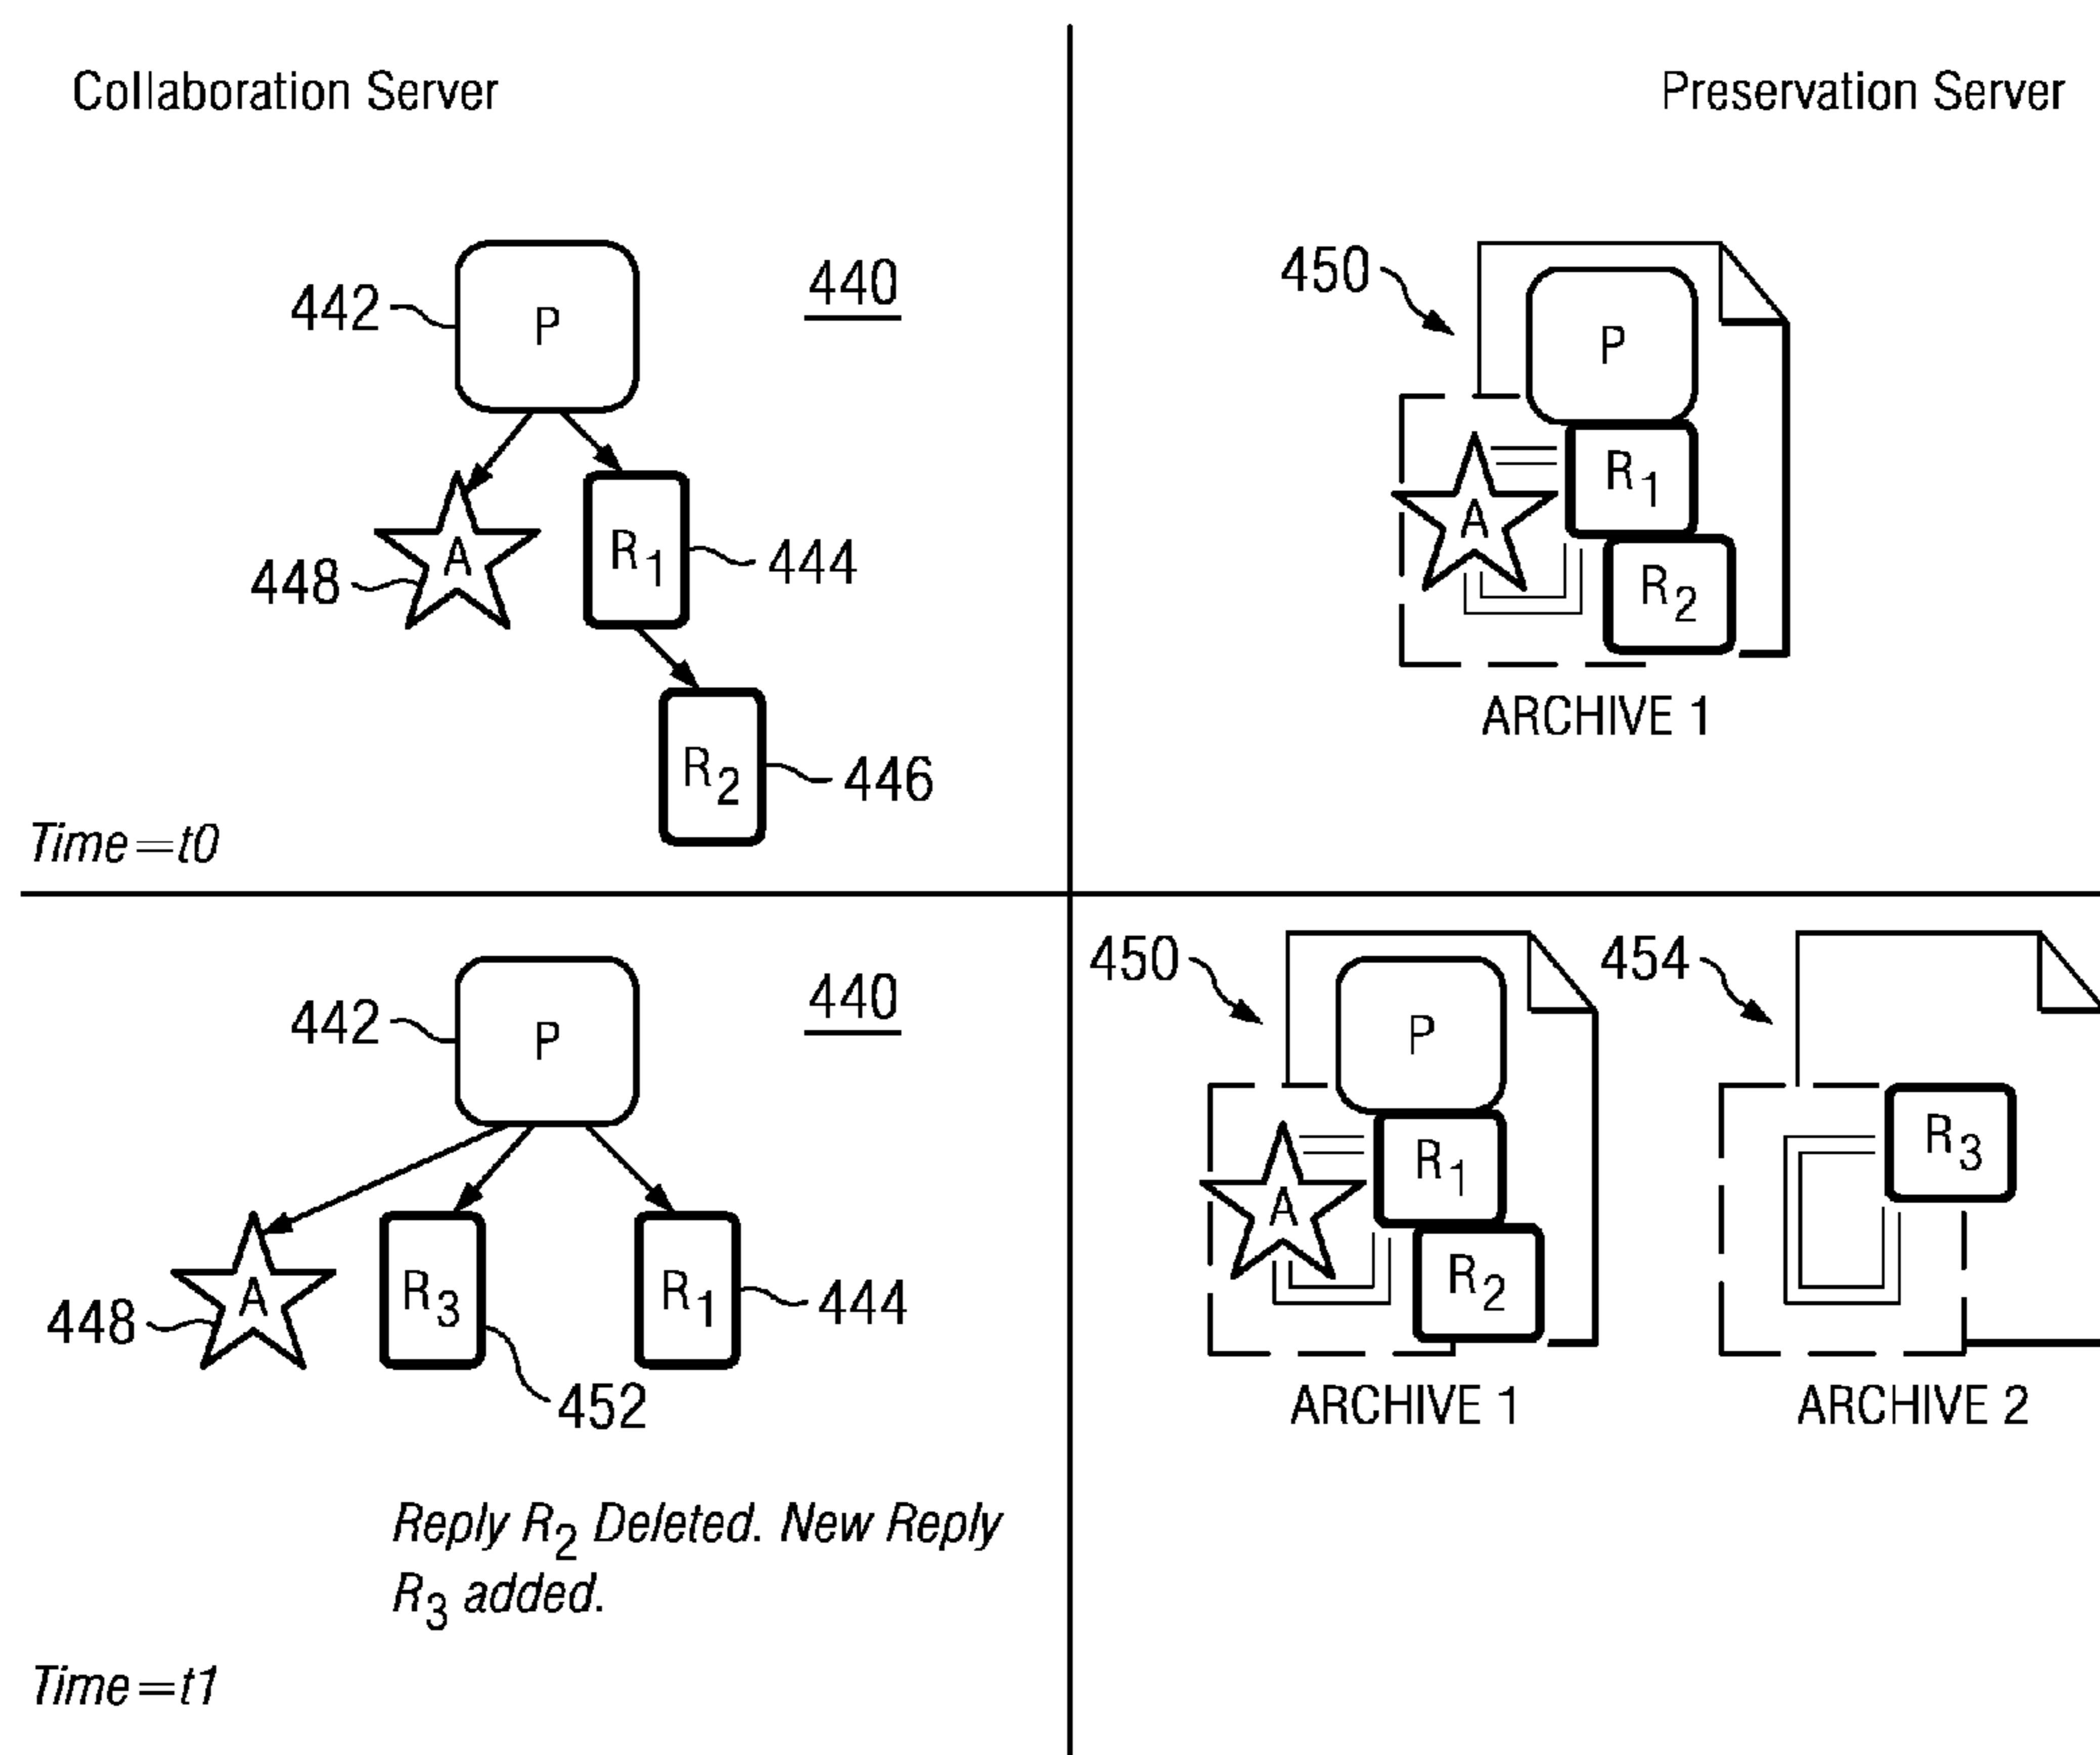 Collaboration Server
Preservation Server
442
P
440
448
A
R1
444
R2
446
Time=t0
450
P
A
R1
R2
ARCHIVE 1
442
P
440
448
A
R3
R1
444
452
Reply R2 Deleted. New Reply
R3 added.
Time=t1
450
P
A
R1
R2
ARCHIVE 1
454
R3
ARCHIVE 2